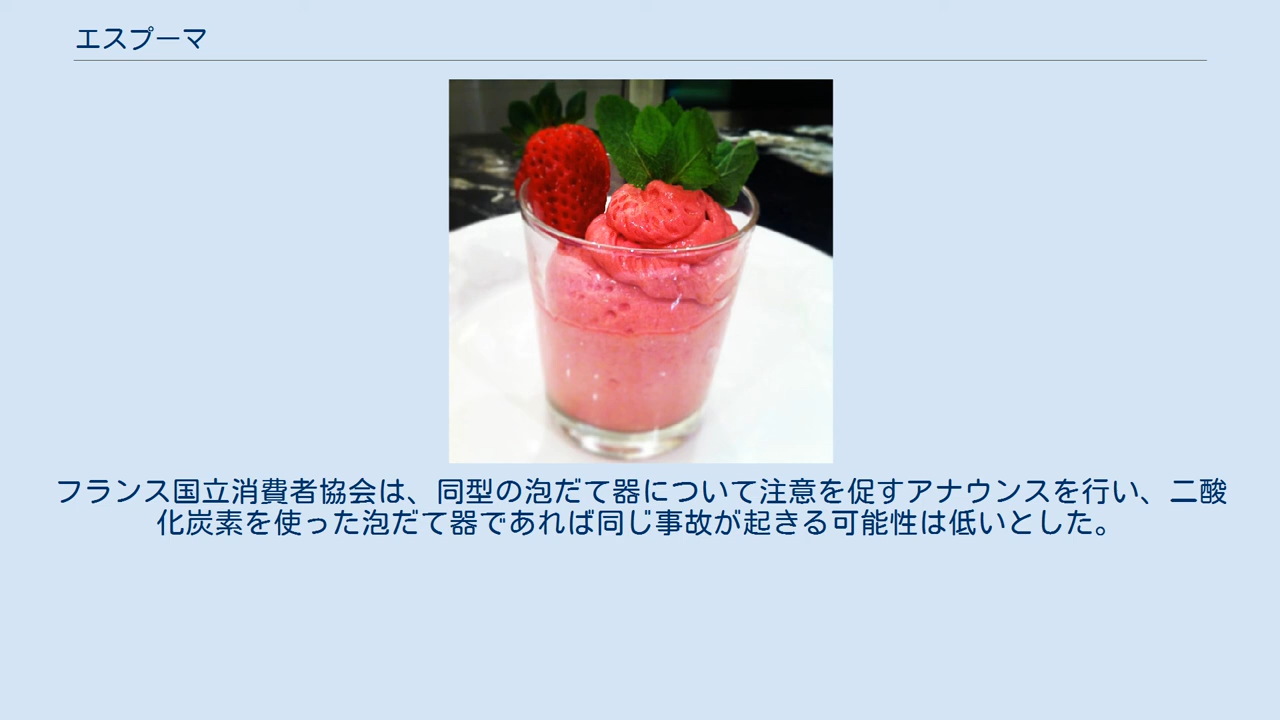 エスプーマ
フランス国立消費者協会は、同型の泡だて器について注意を促すアナウンスを行い、二酸
化炭素を使った泡だて器であれば同じ事故が起きる可能性は低いとした。